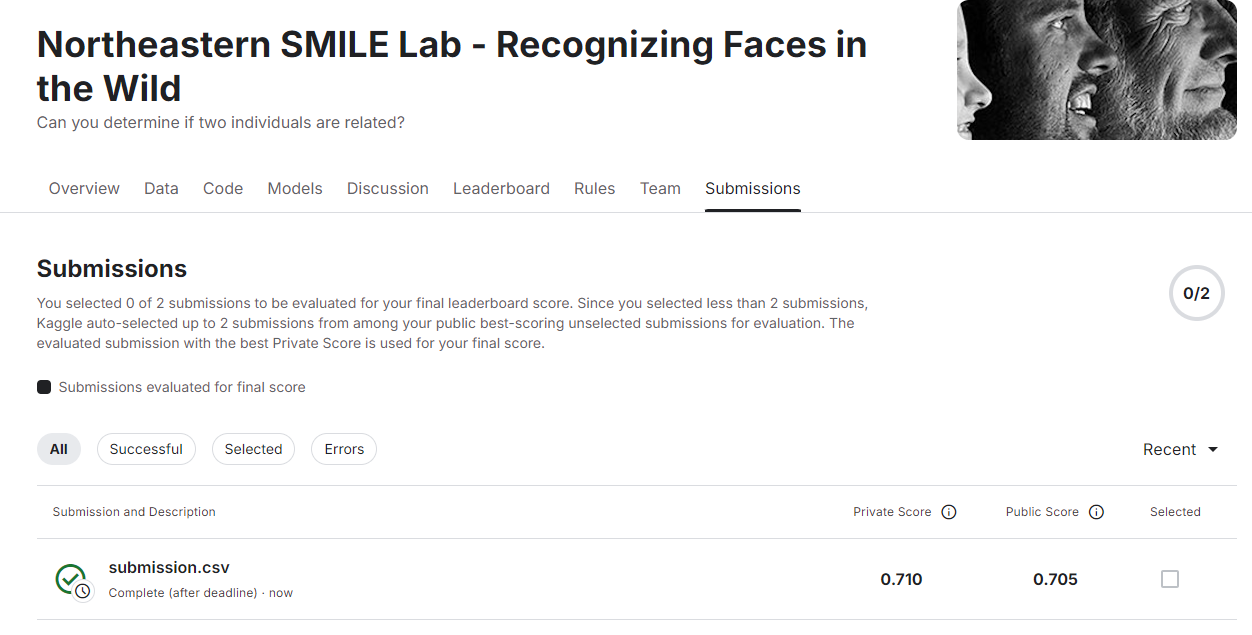 Northeastern SMILE Lab - Recognizing Faces in
the Wild
Can you determine if two individuals are related?
Overview Data Code Models Discussion Leaderboard Rules Team Submissions
Submissions
0/2
You selected 0 of 2 submissions to be evaluated for your final leaderboard score. Since you selected less than 2 submissions,
Kaggle auto-selected up to 2 submissions from among your public best-scoring unselected submissions for evaluation. The
evaluated submission with the best Private Score is used for your final score.
Submissions evaluated for final score
All Successful Selected Errors Recent
Submission and Description Private Score Public Score Selected
submission.csv
0.710 0.705
Complete (after deadline) · now